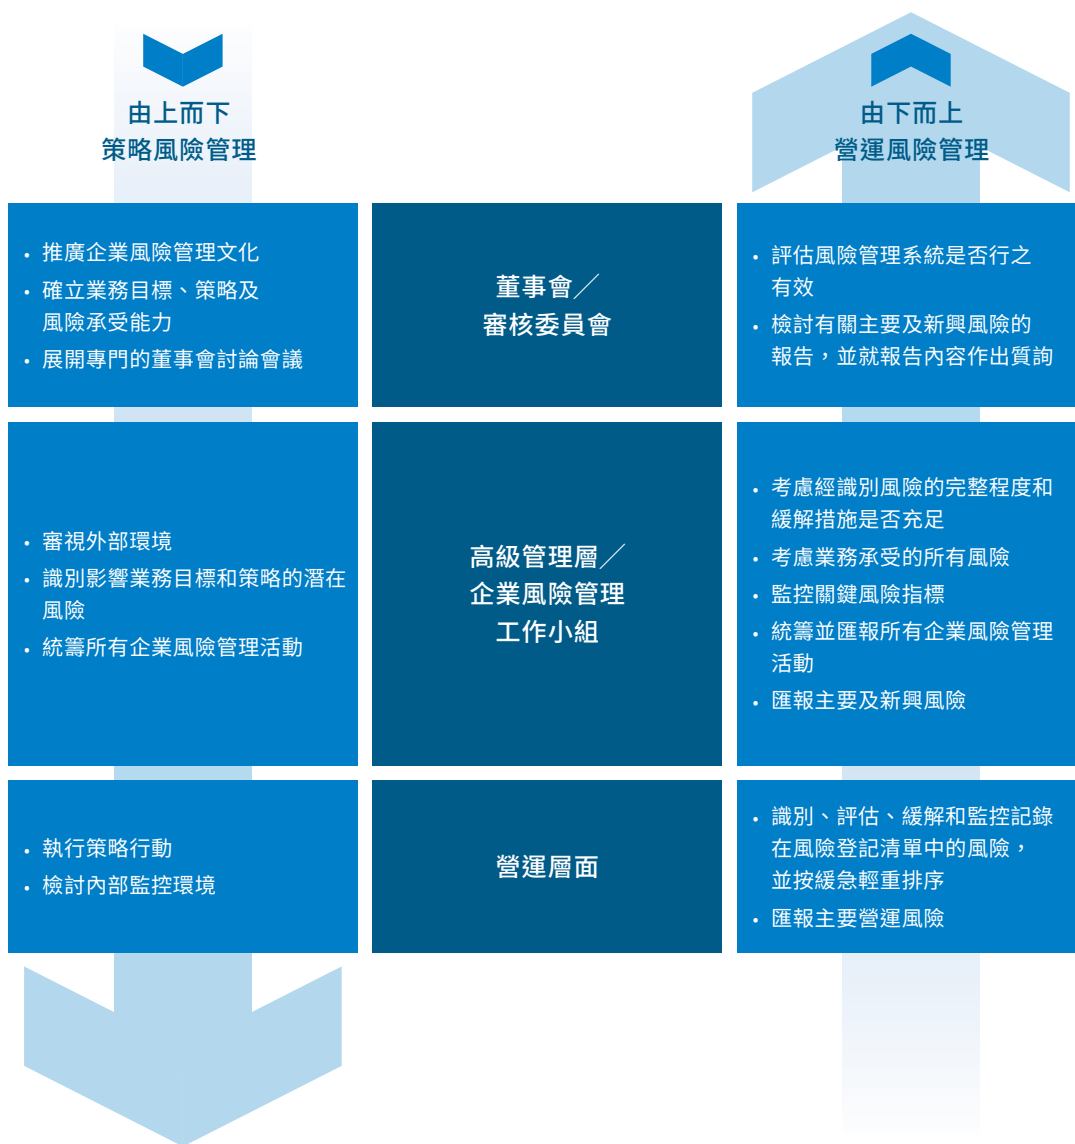 由上而下
策略風險管理
由下而上
營運風險管理
• 推廣企業風險管理文化
• 確立業務目標、策略及
風險承受能力
• 展開專門的董事會討論會議
董事會／
審核委員會
• 評估風險管理系統是否行之
有效
• 檢討有關主要及新興風險的
報告，並就報告內容作出質詢
• 審視外部環境
• 識別影響業務目標和策略的潛在
風險
• 統籌所有企業風險管理活動
高級管理層／
企業風險管理
工作小組
• 考慮經識別風險的完整程度和
緩解措施是否充足
• 考慮業務承受的所有風險
• 監控關鍵風險指標
• 統籌並匯報所有企業風險管理
活動
• 匯報主要及新興風險
• 執行策略行動
• 檢討內部監控環境
營運層面
• 識別、評估、緩解和監控記錄
在風險登記清單中的風險，
並按緩急輕重排序
• 匯報主要營運風險